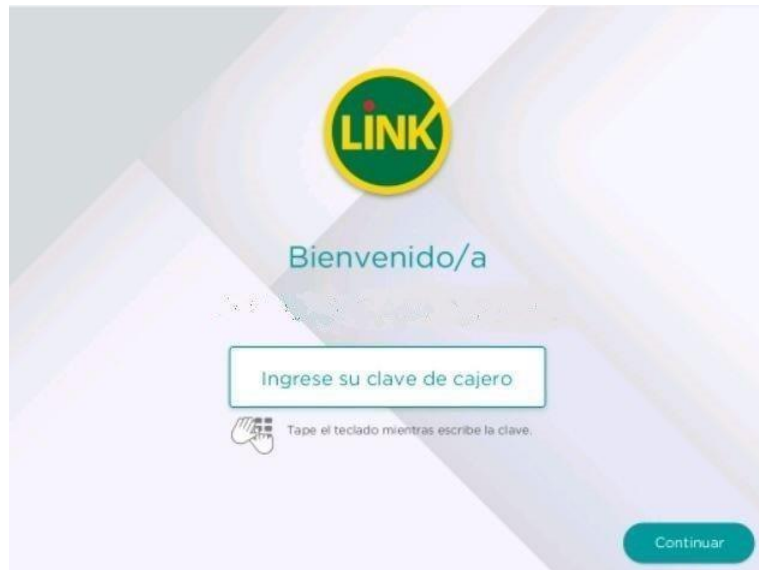 LINK
Bienvenido/a
Ingrese su clave de cajero
Tape el teclado mientras escribe la clave.
Continuar